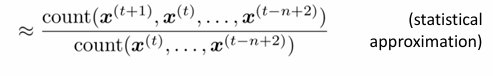 ≈ count(x^(t+1), x^(t), ..., x^(t−n+2)) / count(x^(t), ..., x^(t−n+2))
(statistical
approximation)